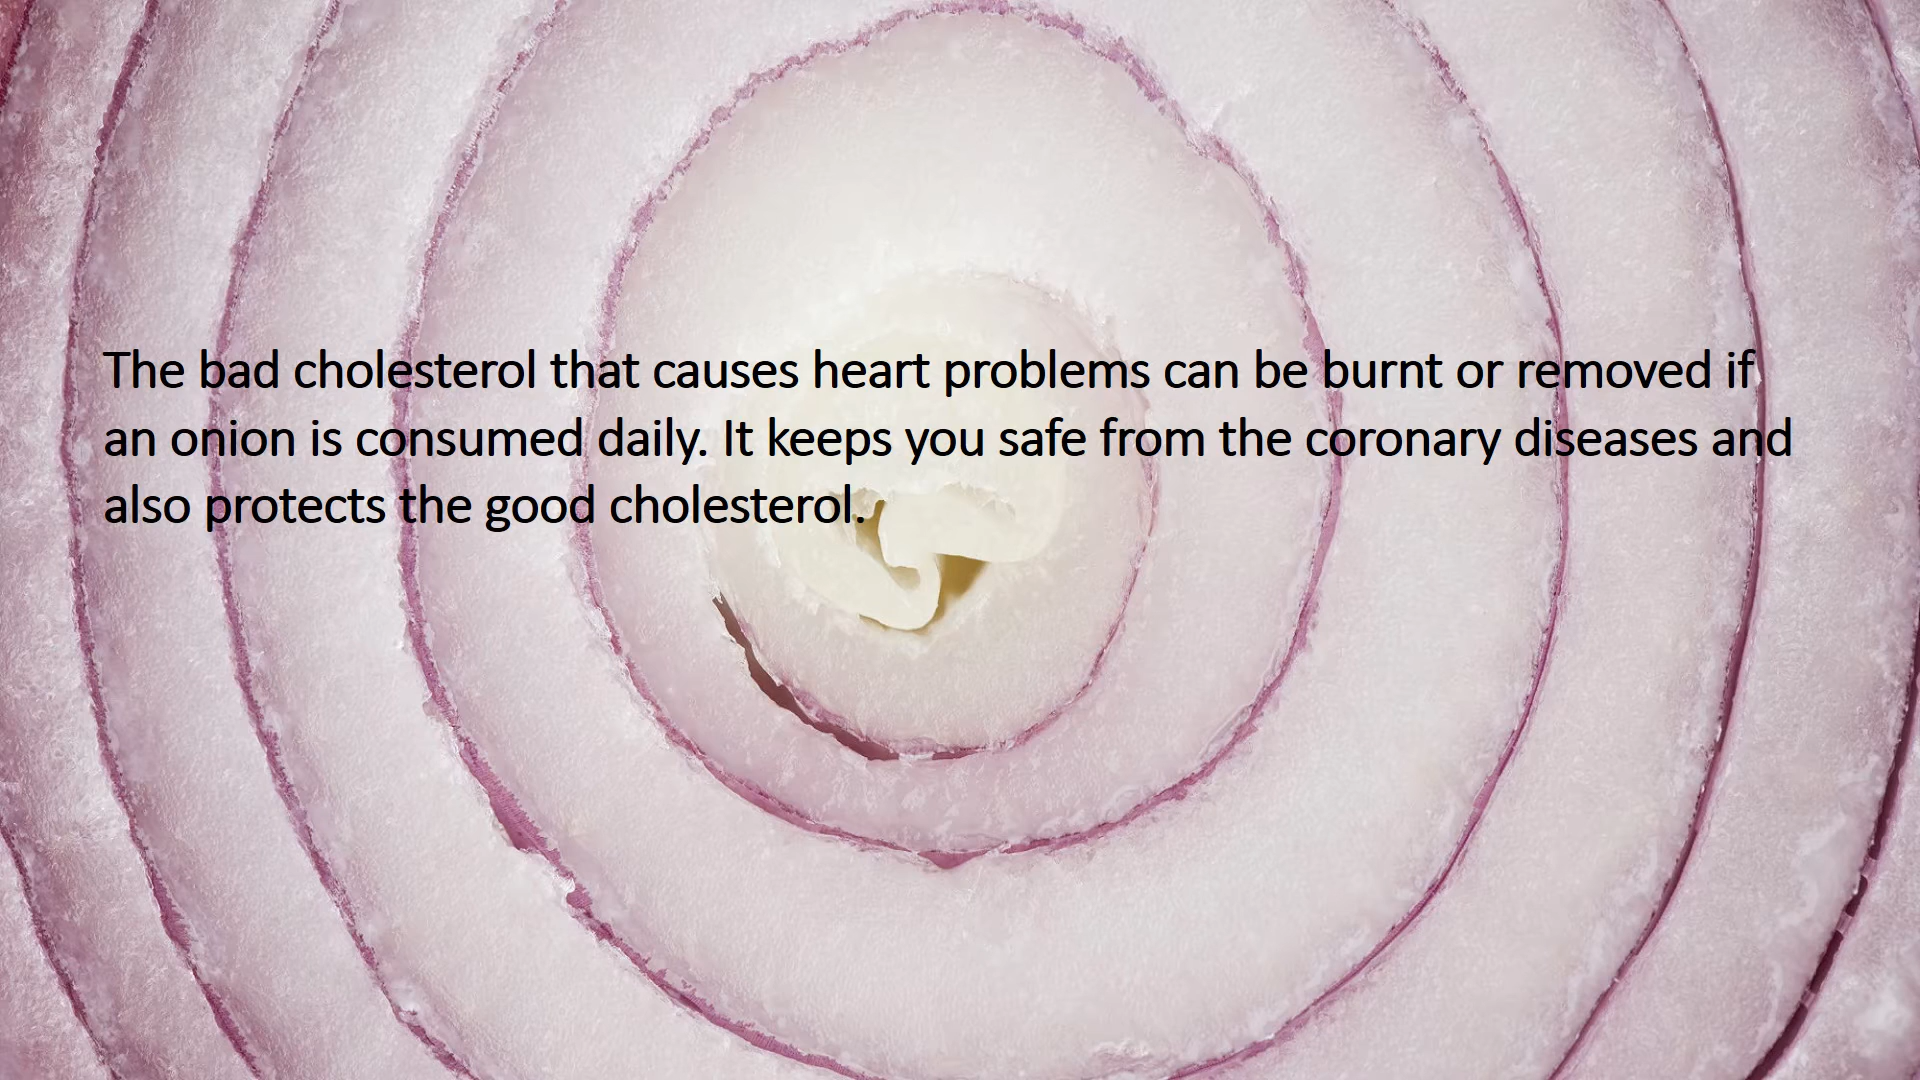 The bad cholesterol that causes heart problems can be burnt or removed if
an onion is consumed daily. It keeps you safe from the coronary diseases and
also protects the good cholesterol.